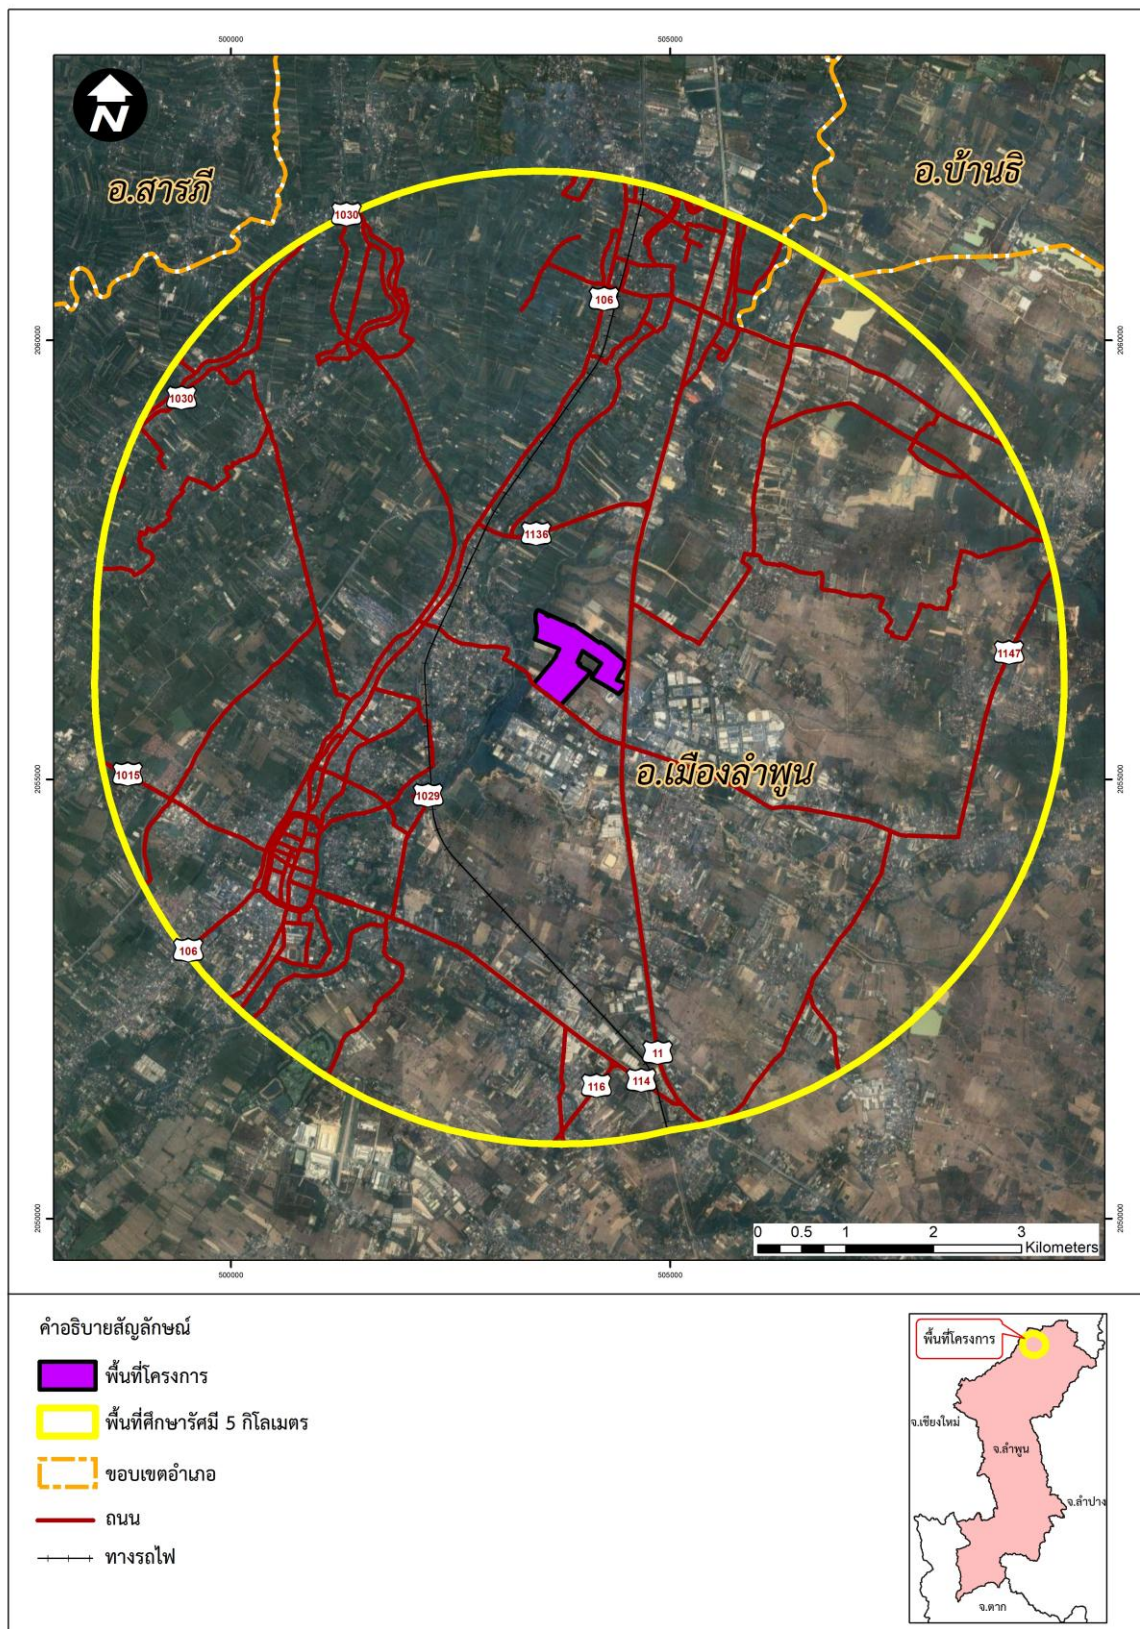 500000
505000
N
อ.สารภี
อ.บ้านธิ
1030
106
2060000
2060000
1030
1136
1147
อ.เมืองลำพูน
1015
2055000
2055000
1029
106
11
116
114
2050000
2050000
0 0.5 1 2 3
Kilometers
500000
505000
คำอธิบายสัญลักษณ์
พื้นที่โครงการ
พื้นที่ศึกษารัศมี 5 กิโลเมตร
ขอบเขตอำเภอ
ถนน
ทางรถไฟ
พื้นที่โครงการ
จ.เชียงใหม่
จ.ลำพูน
จ.ลำปาง
จ.ตาก